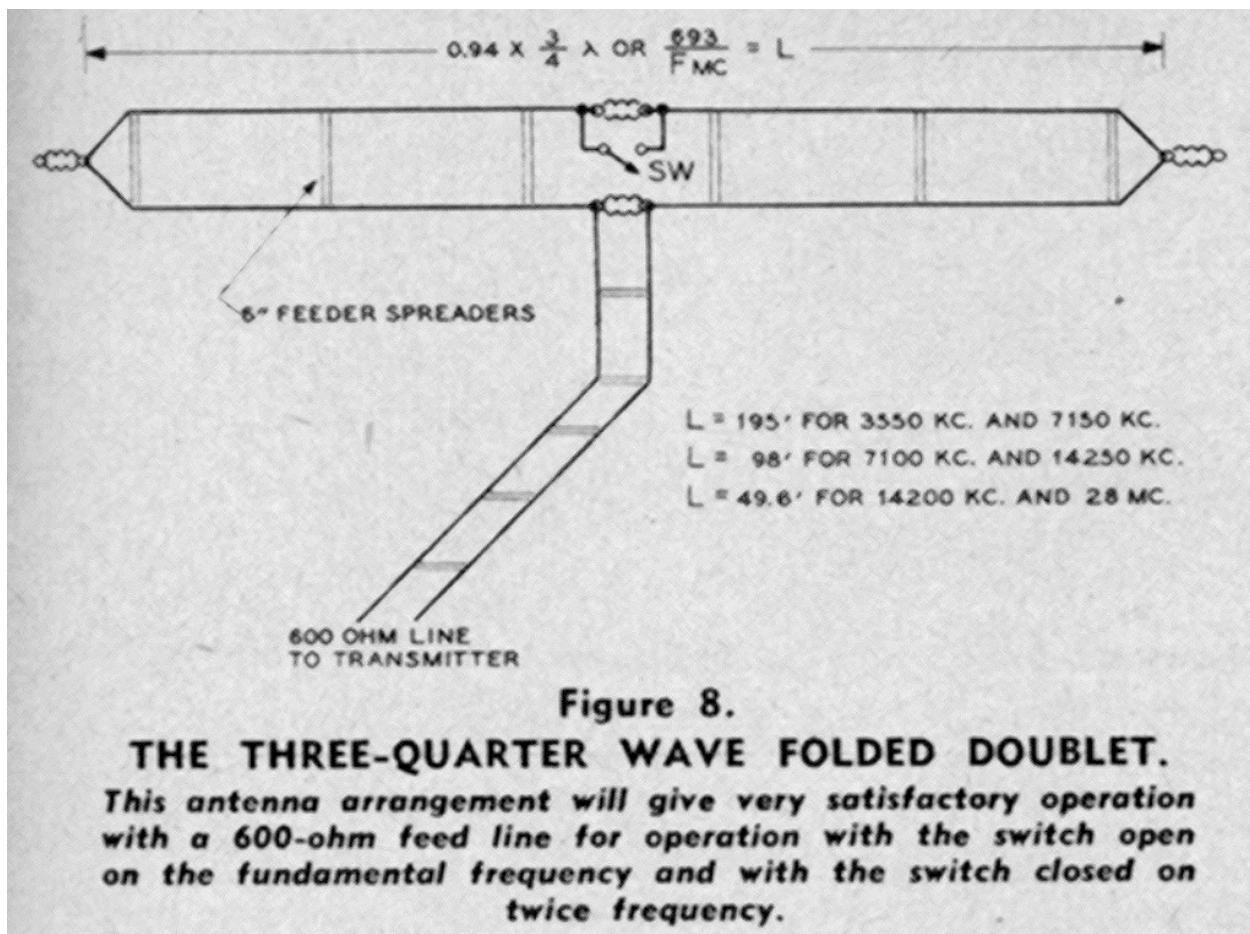 0.94 X 3/4 λ OR 693/F MC = L
SW
6" FEEDER SPREADERS
L = 195' FOR 3550 KC. AND 7150 KC.
L = 98' FOR 7100 KC. AND 14250 KC.
L = 49.6' FOR 14200 KC. AND 28 MC.
600 OHM LINE
TO TRANSMITTER
Figure 8.
THE THREE-QUARTER WAVE FOLDED DOUBLET.
This antenna arrangement will give very satisfactory operation
with a 600-ohm feed line for operation with the switch open
on the fundamental frequency and with the switch closed on
twice frequency.